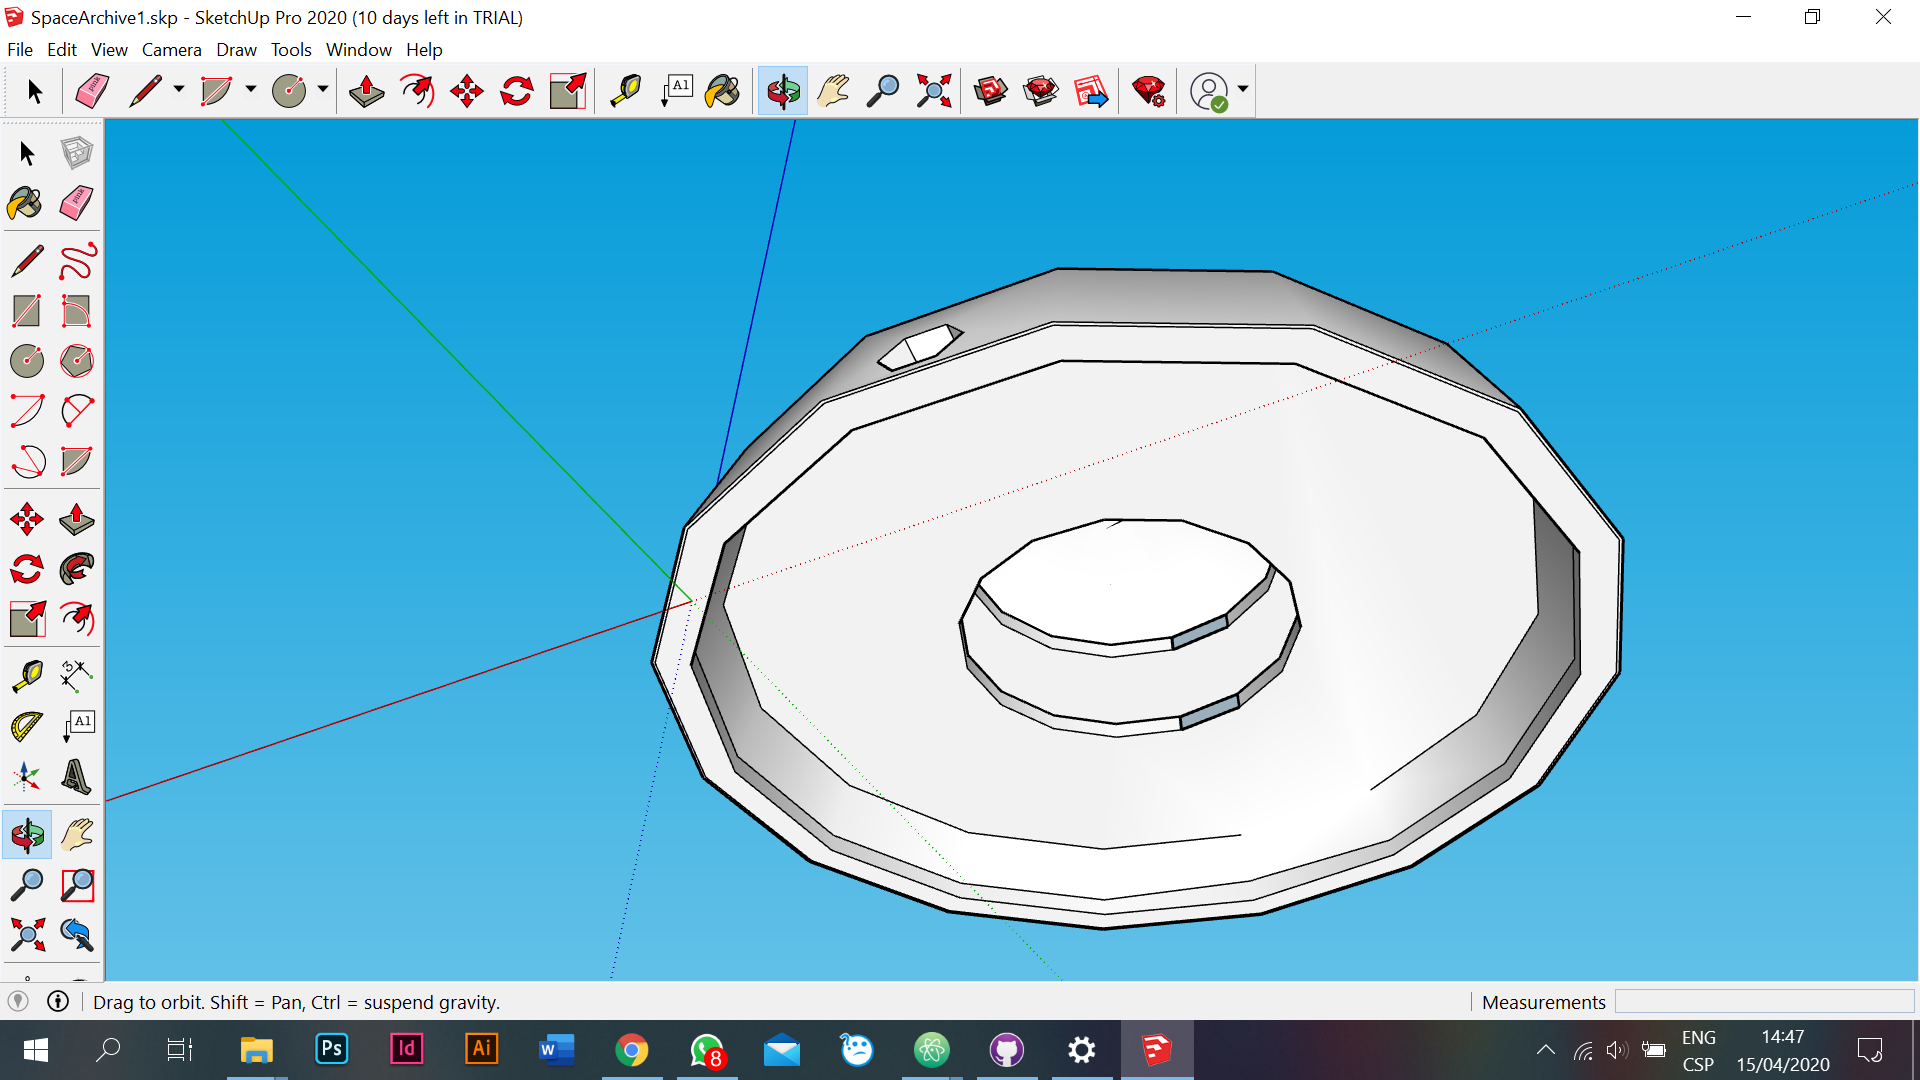 SpaceArchive1.skp - SketchUp Pro 2020 (10 days left in TRIAL)
File Edit View Camera Draw Tools Window Help
A1
A1
Drag to orbit. Shift = Pan, Ctrl = suspend gravity.
Measurements
Ps
Id
Ai
W
8
ENG
CSP
14:47
15/04/2020